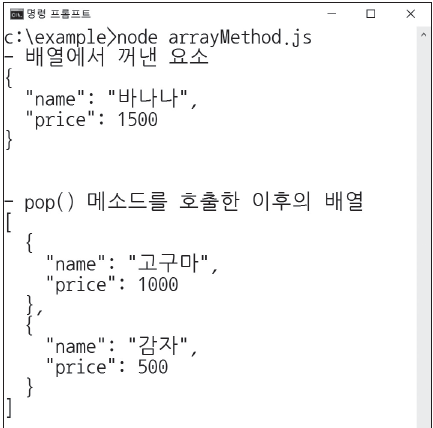 명령 프롬프트
c:\example>node arrayMethod.js
- 배열에서 꺼낸 요소
{
  "name": "바나나",
  "price": 1500
}
- pop() 메소드를 호출한 이후의 배열
[
  {
    "name": "고구마",
    "price": 1000
  },
  {
    "name": "감자",
    "price": 500
  }
]